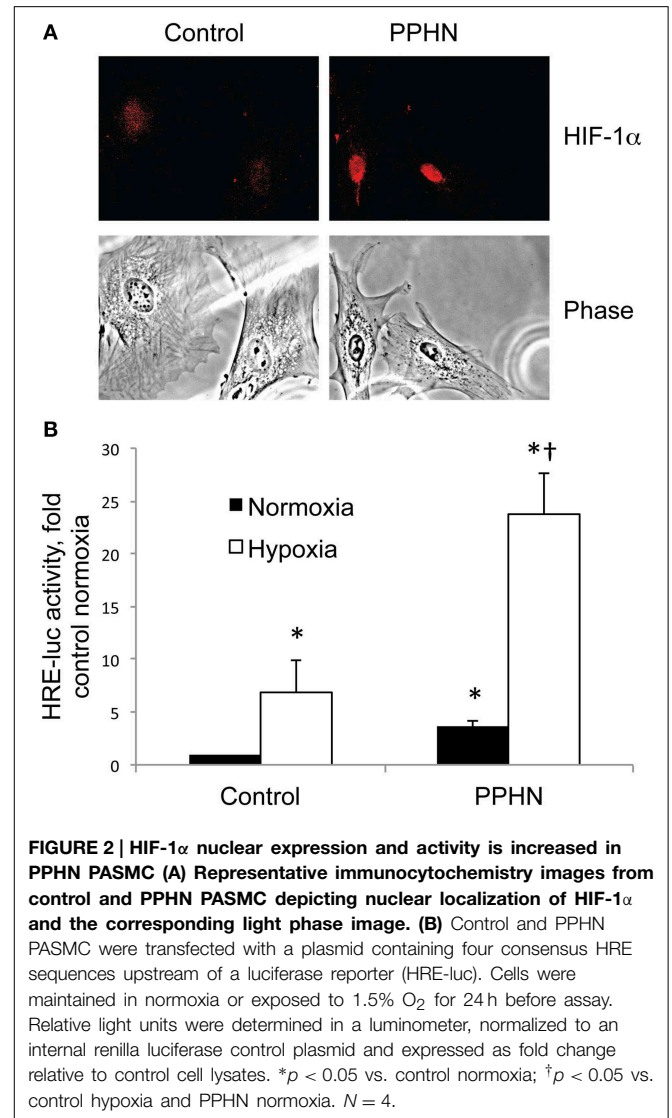 A
Control
PPHN
HIF-1α
Phase
B
HRE-luc activity, fold
control normoxia
30
25
20
15
10
5
0
Normoxia
Hypoxia
*
*
*†
Control
PPHN
FIGURE 2 | HIF-1α nuclear expression and activity is increased in
PPHN PASMC (A) Representative immunocytochemistry images from
control and PPHN PASMC depicting nuclear localization of HIF-1α
and the corresponding light phase image. (B) Control and PPHN
PASMC were transfected with a plasmid containing four consensus HRE
sequences upstream of a luciferase reporter (HRE-luc). Cells were
maintained in normoxia or exposed to 1.5% O₂ for 24 h before assay.
Relative light units were determined in a luminometer, normalized to an
internal renilla luciferase control plasmid and expressed as fold change
relative to control cell lysates. *p < 0.05 vs. control normoxia; †p < 0.05 vs.
control hypoxia and PPHN normoxia. N = 4.